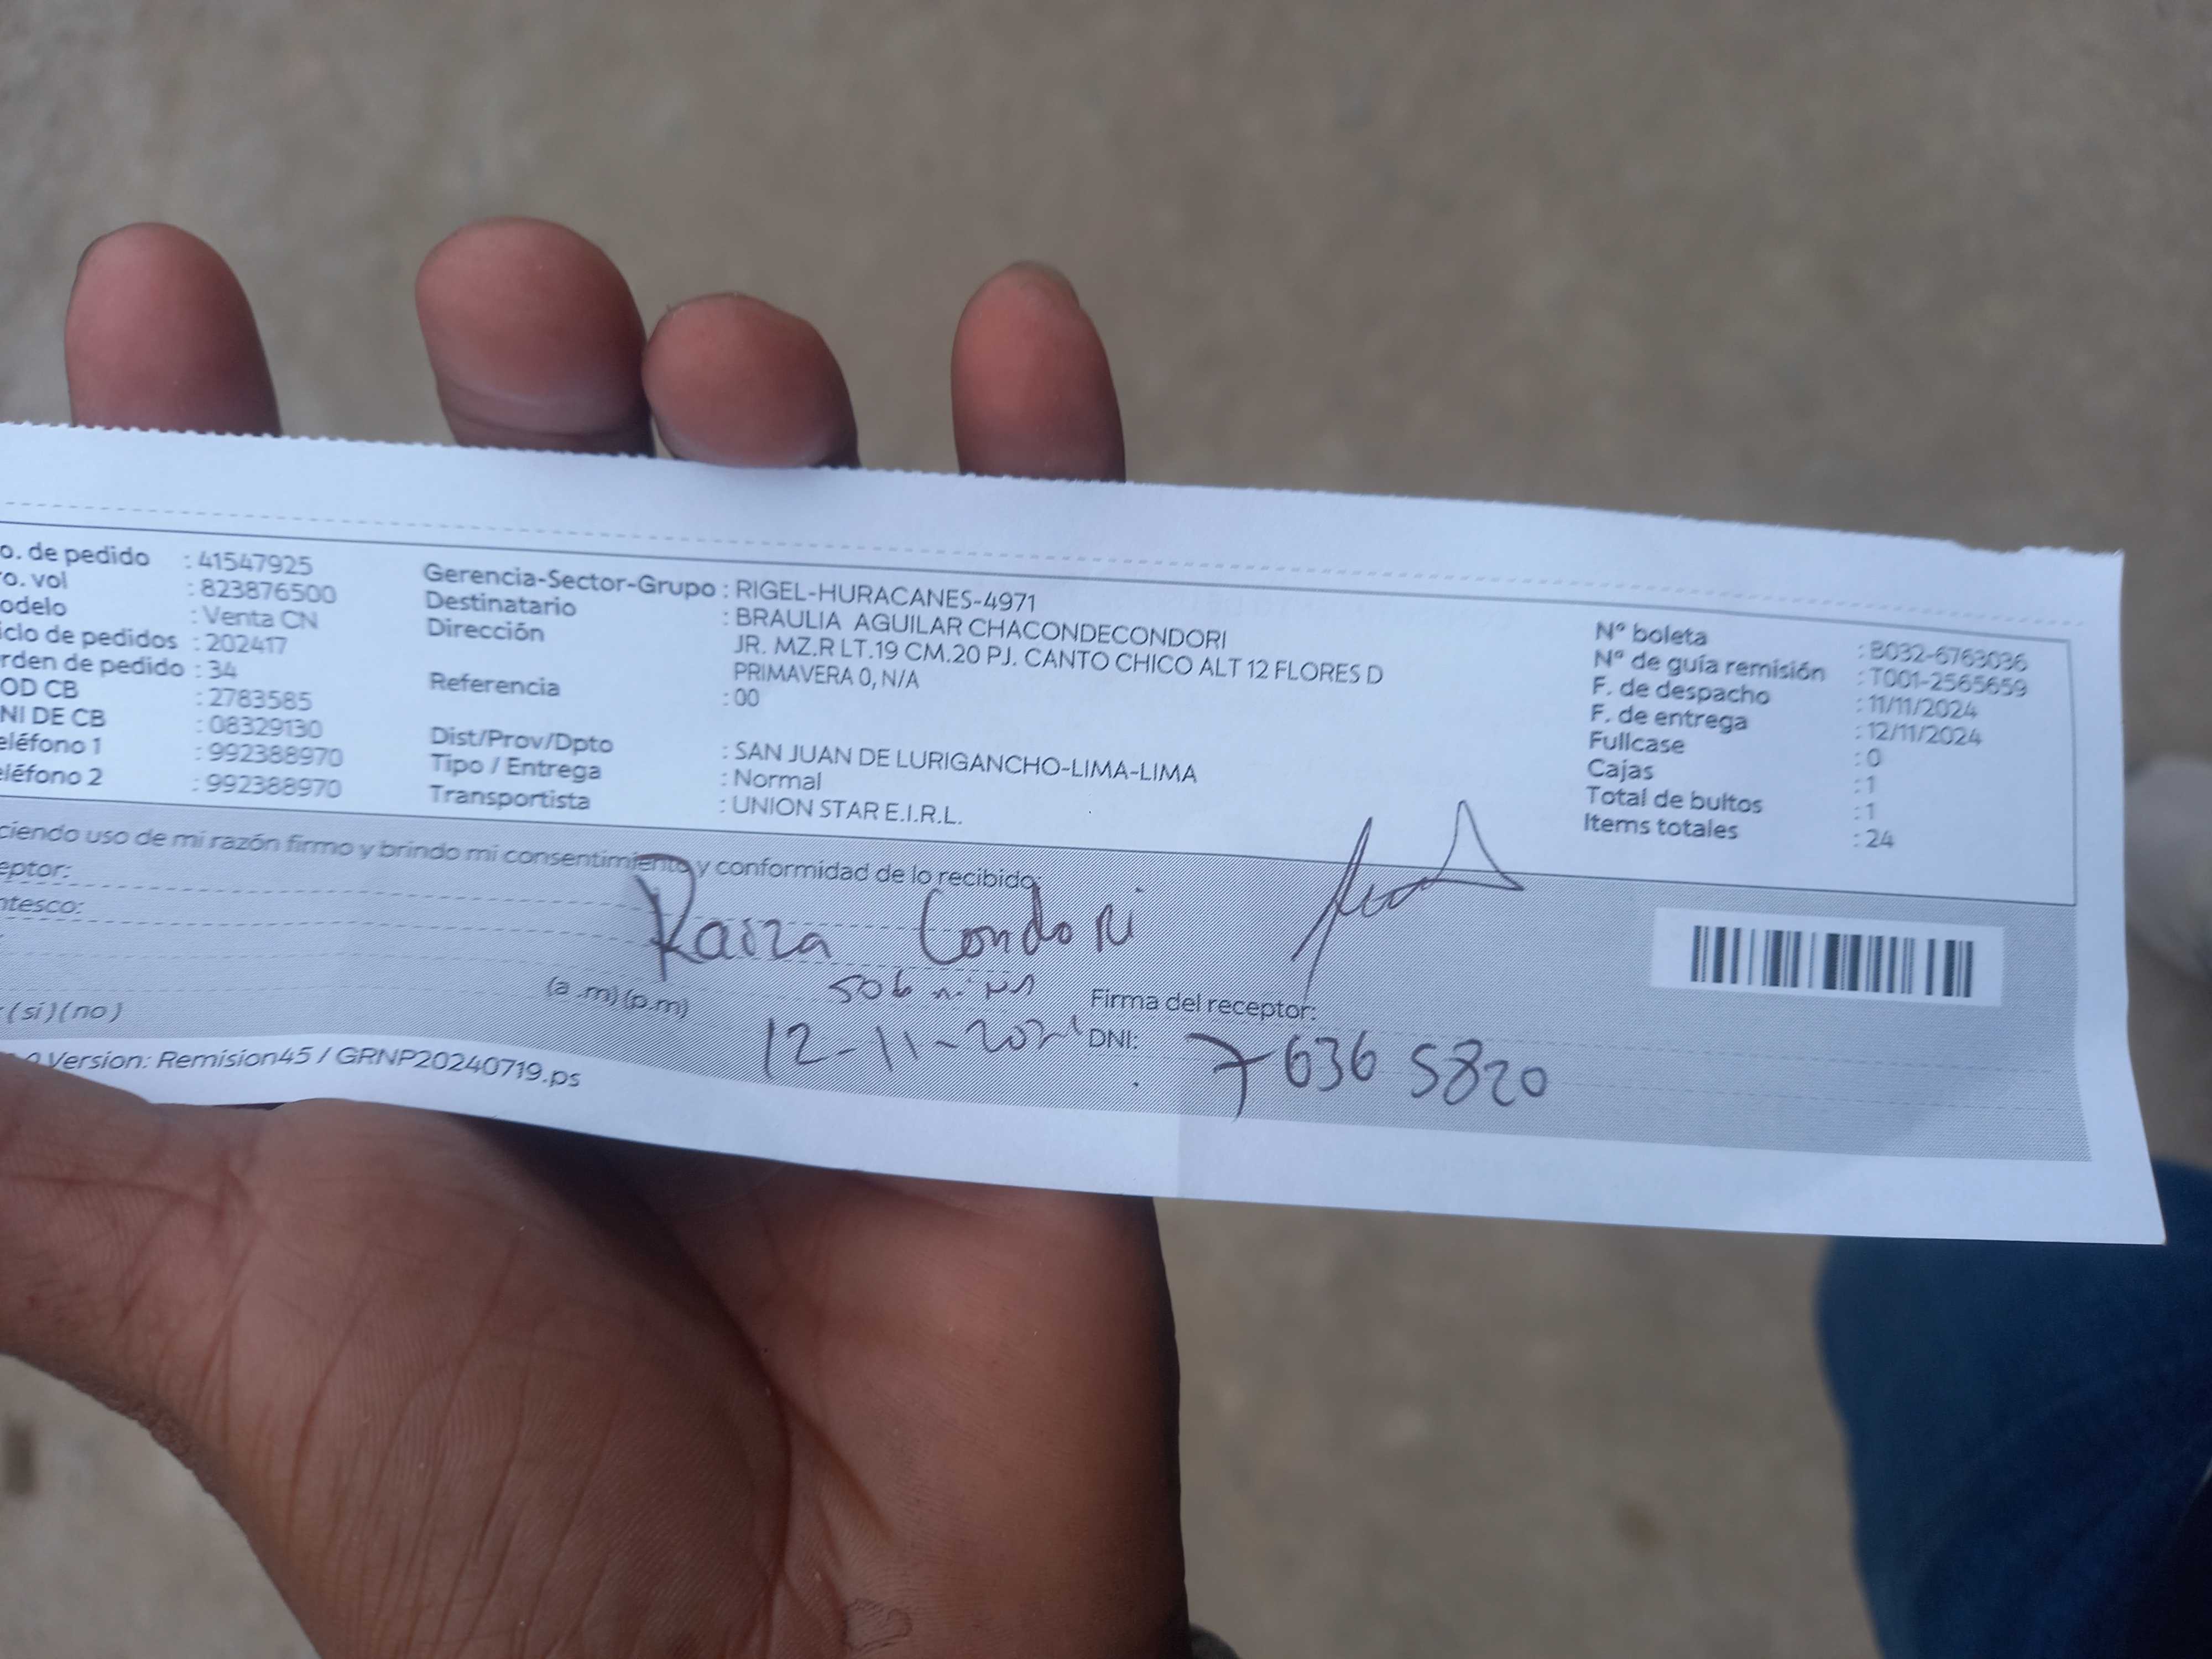 o. de pedido : 41547925
ro. vol : 823876500
odelo : Venta CN
iclo de pedidos : 202417
rden de pedido : 34
OD CB : 2783585
NI DE CB : 08329130
eléfono 1 : 992388970
eléfono 2 : 992388970
Gerencia-Sector-Grupo : RIGEL-HURACANES-4971
Destinatario : BRAULIA AGUILAR CHACONDECONDORI
Dirección JR. MZ.R LT.19 CM.20 PJ. CANTO CHICO ALT 12 FLORES D
PRIMAVERA 0, N/A
Referencia : 00
Dist/Prov/Dpto : SAN JUAN DE LURIGANCHO-LIMA-LIMA
Tipo / Entrega : Normal
Transportista : UNION STAR E.I.R.L.
Nº boleta : B032-6763036
Nº de guía remisión : T001-2565659
F. de despacho : 11/11/2024
F. de entrega : 12/11/2024
Fullcase : 0
Cajas : 1
Total de bultos : 1
Items totales : 24
ciendo uso de mi razón firmo y brindo mi consentimiento y conformidad de lo recibido:
eptor:
ntesco:
Raiza Condori
(a .m) (p.m)
(si) (no)
Firma del receptor:
12-11-202
DNI: 7636 5820
Version: Remision45 / GRNP20240719.ps